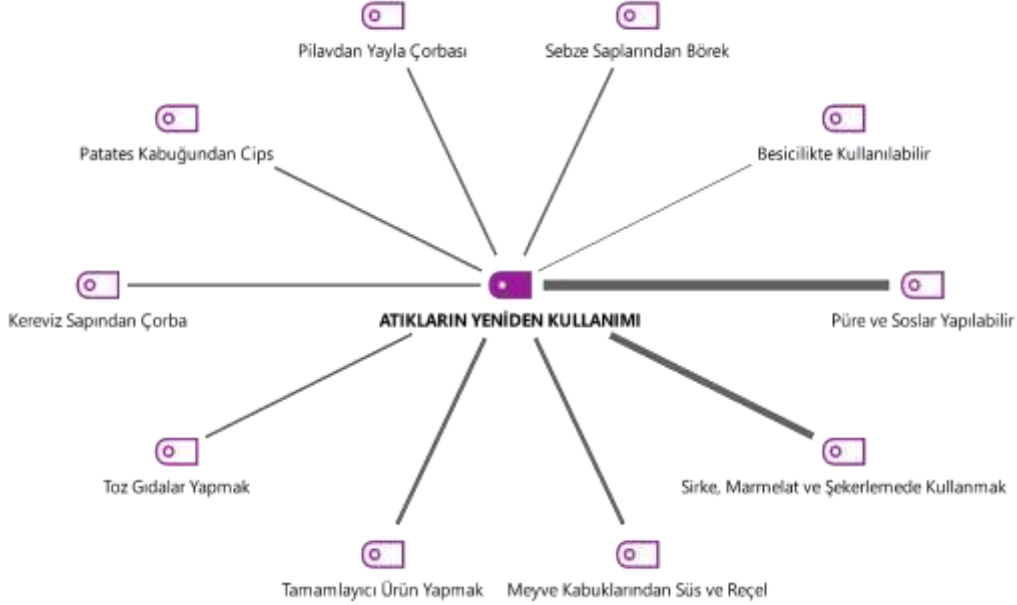 Pilavdan Yayla Çorbası
Sebze Saplarından Börek
Patates Kabuğundan Cips
Besicilikte Kullanılabilir
Kereviz Sapından Çorba
ATIKLARIN YENİDEN KULLANIMI
Püre ve Soslar Yapılabilir
Toz Gıdalar Yapmak
Sirke, Marmelat ve Şekerlemede Kullanmak
Tamamlayıcı Ürün Yapmak
Meyve Kabuklarından Süs ve Reçel